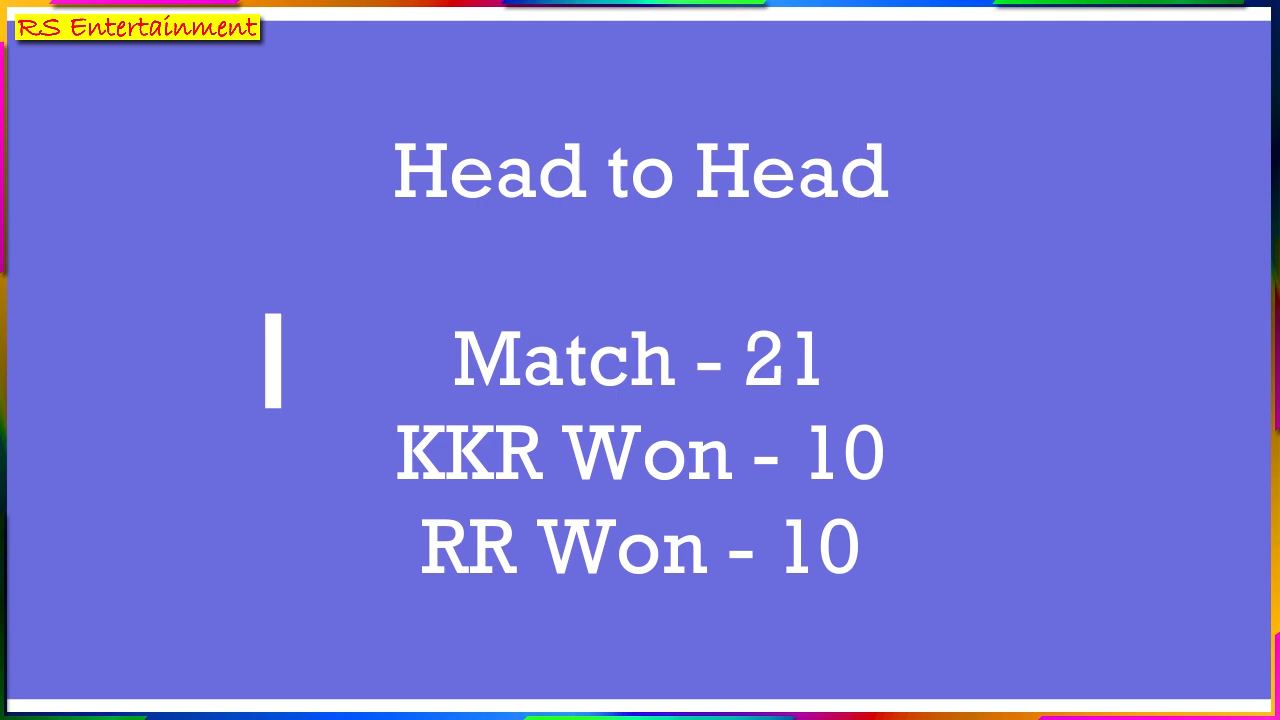 RS Entertainment
Head to Head
Match - 21
KKR Won - 10
RR Won - 10